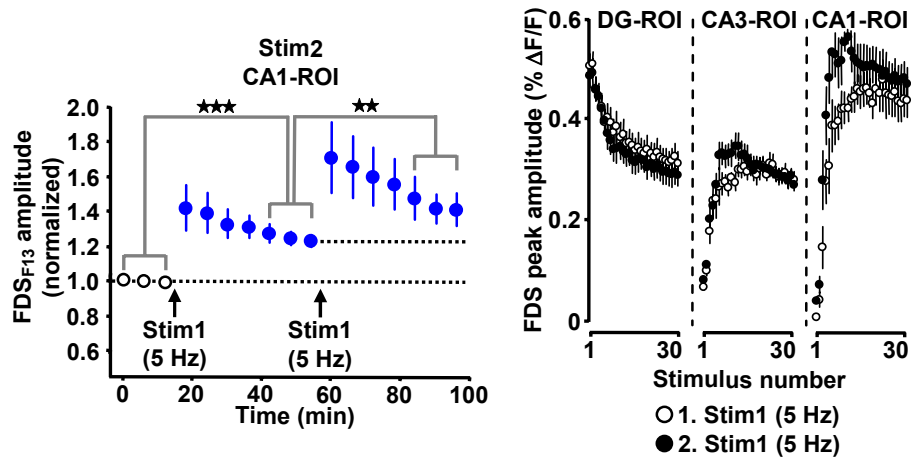 Stim2
CA1-ROI
FDSF13 amplitude
(normalized)
2.0
1.8
1.6
1.4
1.2
1.0
0.8
0.6
★★★
★★
Stim1
(5 Hz)
Stim1
(5 Hz)
0 20 40 60 80 100
Time (min)
DG-ROI CA3-ROI CA1-ROI
FDS peak amplitude (% ΔF/F)
0.6
0.4
0.2
0
1 30 1 30 1 30
Stimulus number
1. Stim1 (5 Hz)
2. Stim1 (5 Hz)